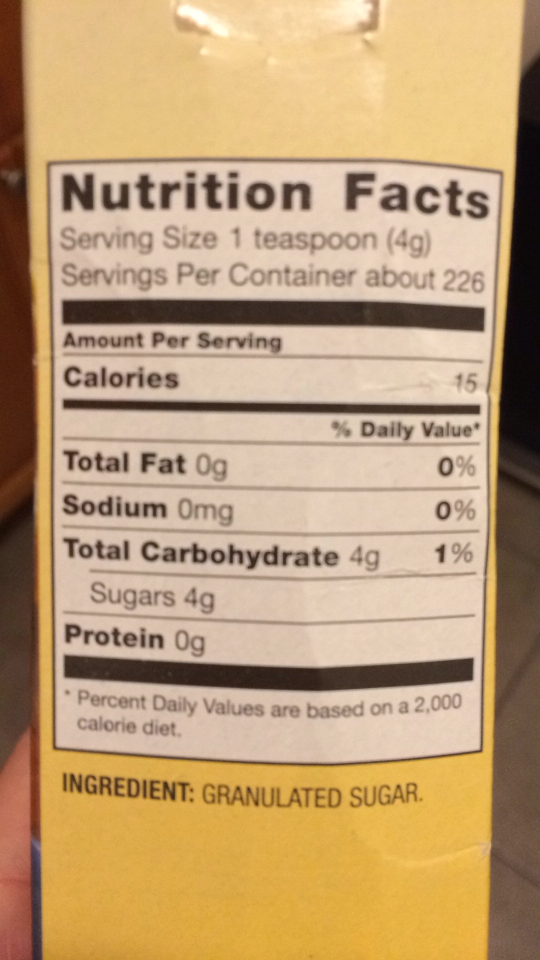 Nutrition Facts
Serving Size 1 teaspoon (4g)
Servings Per Container about 226
Amount Per Serving
Calories 15
% Daily Value*
Total Fat 0g 0%
Sodium 0mg 0%
Total Carbohydrate 4g 1%
Sugars 4g
Protein 0g
* Percent Daily Values are based on a 2,000
calorie diet.
INGREDIENT: GRANULATED SUGAR.